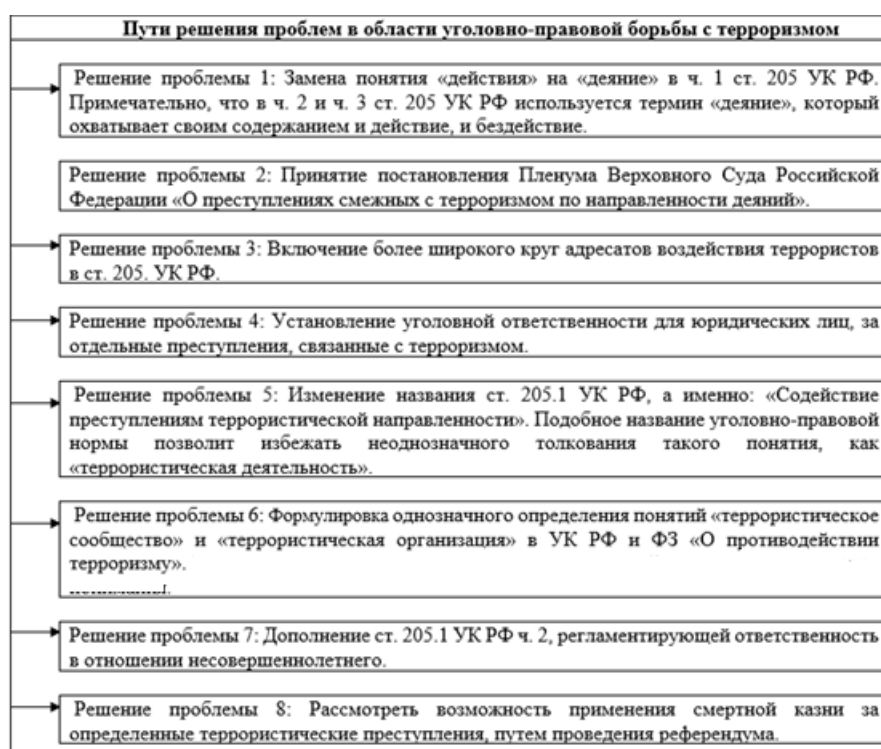 Пути решения проблем в области уголовно-правовой борьбы с терроризмом
Решение проблемы 1: Замена понятия «действия» на «деяние» в ч. 1 ст. 205 УК РФ.
Примечательно, что в ч. 2 и ч. 3 ст. 205 УК РФ используется термин «деяние», который
охватывает своим содержанием и действие, и бездействие.
Решение проблемы 2: Принятие постановления Пленума Верховного Суда Российской
Федерации «О преступлениях смежных с терроризмом по направленности деяний».
Решение проблемы 3: Включение более широкого круг адресатов воздействия террористов
в ст. 205. УК РФ.
Решение проблемы 4: Установление уголовной ответственности для юридических лиц, за
отдельные преступления, связанные с терроризмом.
Решение проблемы 5: Изменение названия ст. 205.1 УК РФ, а именно: «Содействие
преступлениям террористической направленности». Подобное название уголовно-правовой
нормы позволит избежать неоднозначного толкования такого понятия, как
«террористическая деятельность».
Решение проблемы 6: Формулировка однозначного определения понятий «террористическое
сообщество» и «террористическая организация» в УК РФ и ФЗ «О противодействии
терроризму».
Решение проблемы 7: Дополнение ст. 205.1 УК РФ ч. 2, регламентирующей ответственность
в отношении несовершеннолетнего.
Решение проблемы 8: Рассмотреть возможность применения смертной казни за
определенные террористические преступления, путем проведения референдума.